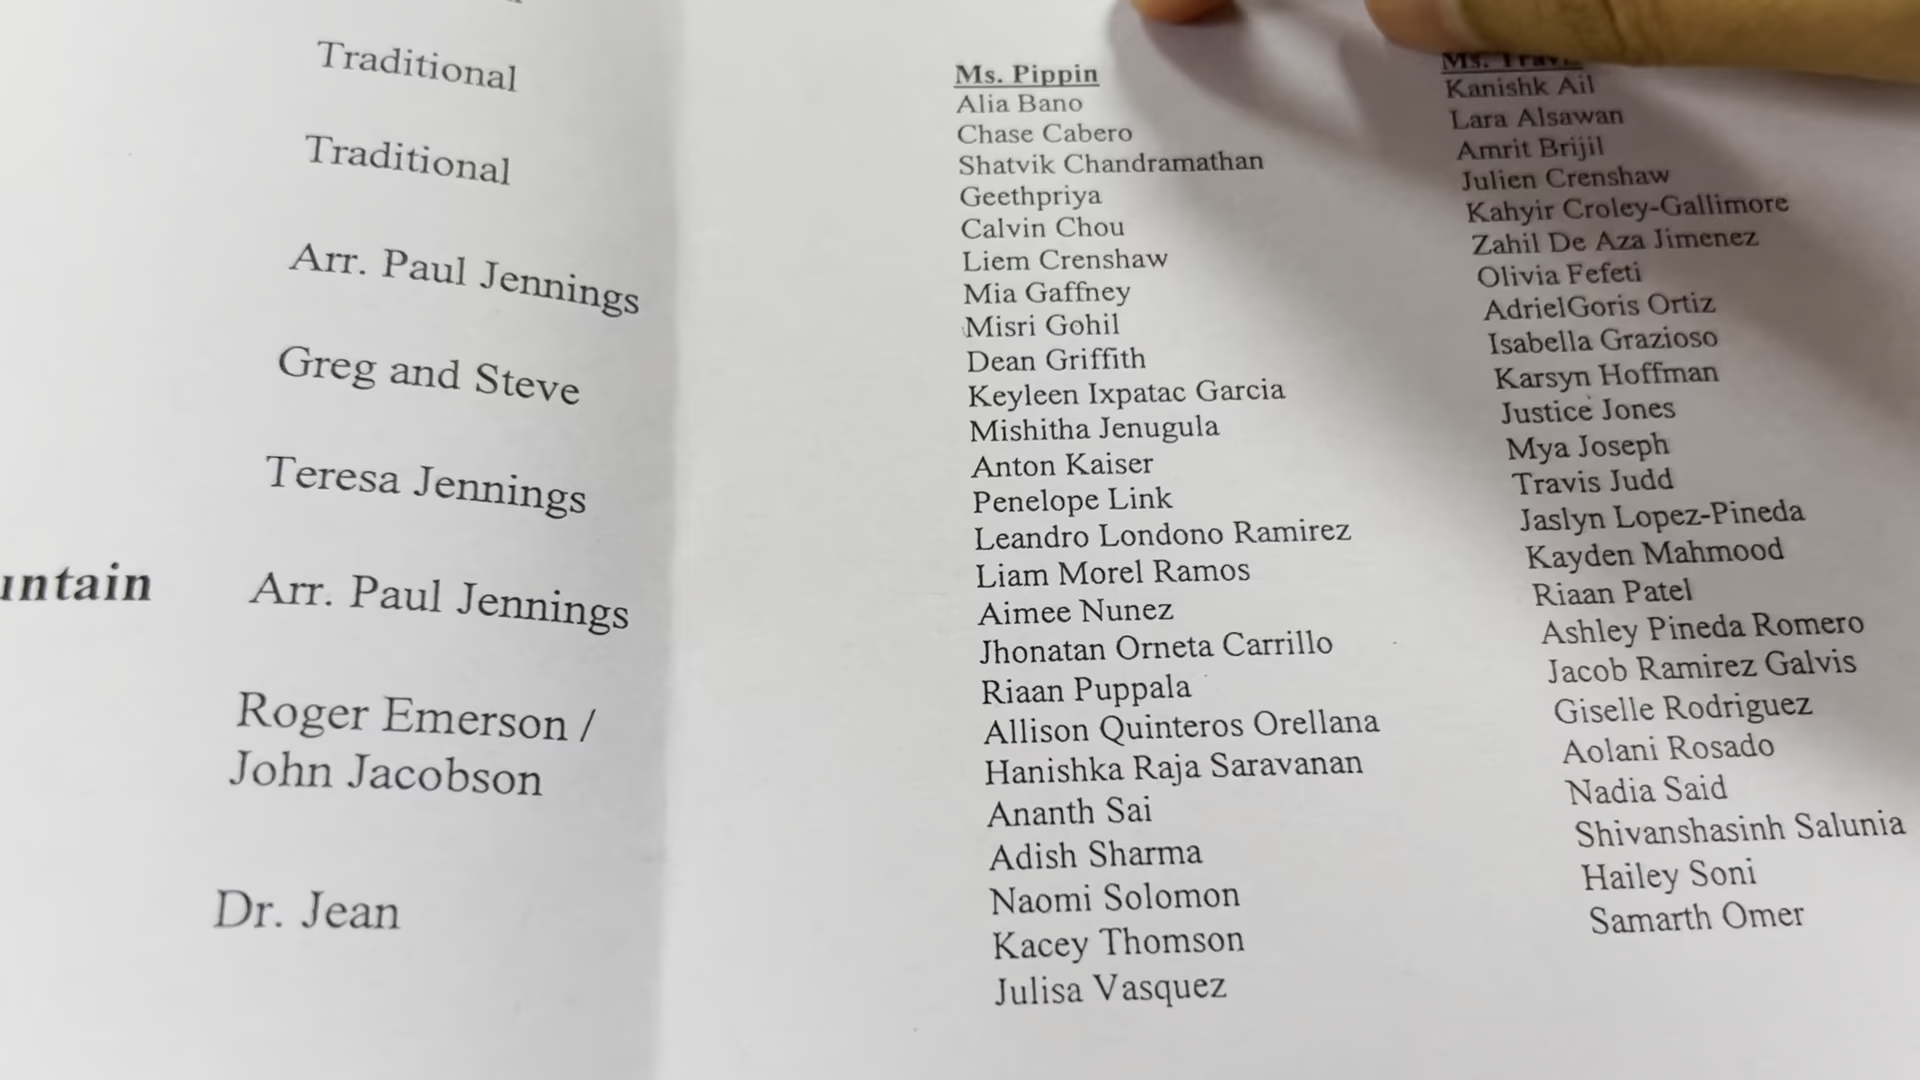 Traditional
Traditional
Arr. Paul Jennings
Greg and Steve
Teresa Jennings
Arr. Paul Jennings
Roger Emerson /
John Jacobson
Dr. Jean
Ms. Pippin
Alia Bano
Chase Cabero
Shatvik Chandramathan
Geethpriya
Calvin Chou
Liem Crenshaw
Mia Gaffney
Misri Gohil
Dean Griffith
Keyleen Ixpatac Garcia
Mishitha Jenugula
Anton Kaiser
Penelope Link
Leandro Londono Ramirez
Liam Morel Ramos
Aimee Nunez
Jhonatan Orneta Carrillo
Riaan Puppala
Allison Quinteros Orellana
Hanishka Raja Saravanan
Ananth Sai
Adish Sharma
Naomi Solomon
Kacey Thomson
Julisa Vasquez
Ms.
Kanishk Ail
Lara Alsawan
Amrit Brijil
Julien Crenshaw
Kahyir Croley-Gallimore
Zahil De Aza Jimenez
Olivia Fefeti
AdrielGoris Ortiz
Isabella Grazioso
Karsyn Hoffman
Justice Jones
Mya Joseph
Travis Judd
Jaslyn Lopez-Pineda
Kayden Mahmood
Riaan Patel
Ashley Pineda Romero
Jacob Ramirez Galvis
Giselle Rodriguez
Aolani Rosado
Nadia Said
Shivanshasinh Salunia
Hailey Soni
Samarth Omer